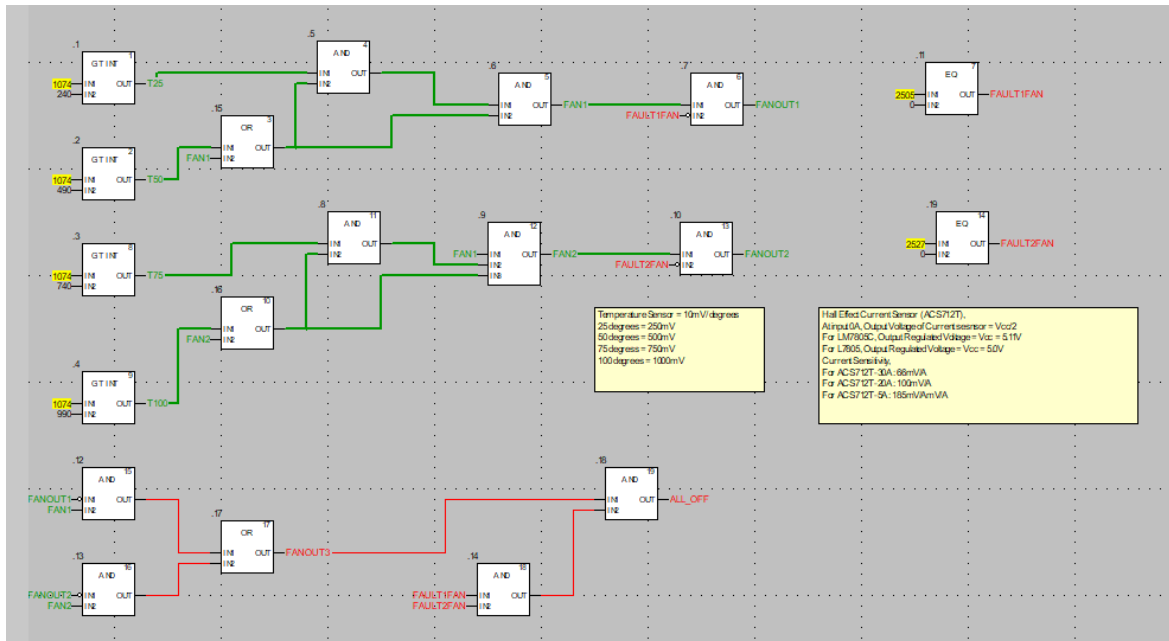 .1
GT INT
1
1074 IN1 OUT T25
240 IN2
.2
GT INT
2
1074 IN1 OUT T50
490 IN2
.15
OR
3
IN1 OUT
FAN1 IN2
.5
AND
4
IN1 OUT
IN2
.6
AND
5
IN1 OUT FAN1
IN2
.7
AND
6
IN1 OUT FANOUT1
FAULT1FAN IN2
.11
EQ
7
2505 IN1 OUT FAULT1FAN
0 IN2
.3
GT INT
8
1074 IN1 OUT T75
740 IN2
.4
GT INT
9
1074 IN1 OUT T100
990 IN2
.16
OR
10
IN1 OUT
FAN2 IN2
.8
AND
11
IN1 OUT
IN2
.9
AND
12
FAN1 IN1 OUT FAN2
IN2
IN3
.10
AND
13
IN1 OUT FANOUT2
FAULT2FAN IN2
.19
EQ
14
2527 IN1 OUT FAULT2FAN
0 IN2
Temperature Sensor = 10mV/degrees
25 degrees = 250mV
50 degrees = 500mV
75 degress = 750mV
100 degrees = 1000mV
Hall Effect Current Sensor (ACS712T),
At input 0A, Output Voltage of Current sesnsor = Vcc/2
For LM7805C, Output Regulated Voltage = Vcc = 5.11V
For L7805, Output Regulated Voltage = Vcc = 5.0V
Current Sensitivity,
For ACS712T-30A : 66mV/A
For ACS712T-20A : 100mV/A
For ACS712T-5A : 185mV/AmV/A
.12
AND
15
FANOUT1 IN1 OUT
FAN1 IN2
.13
AND
16
FANOUT2 IN1 OUT
FAN2 IN2
.17
OR
17
IN1 OUT FANOUT3
IN2
.14
AND
18
FAULT1FAN IN1 OUT
FAULT2FAN IN2
.18
AND
19
IN1 OUT ALL_OFF
IN2